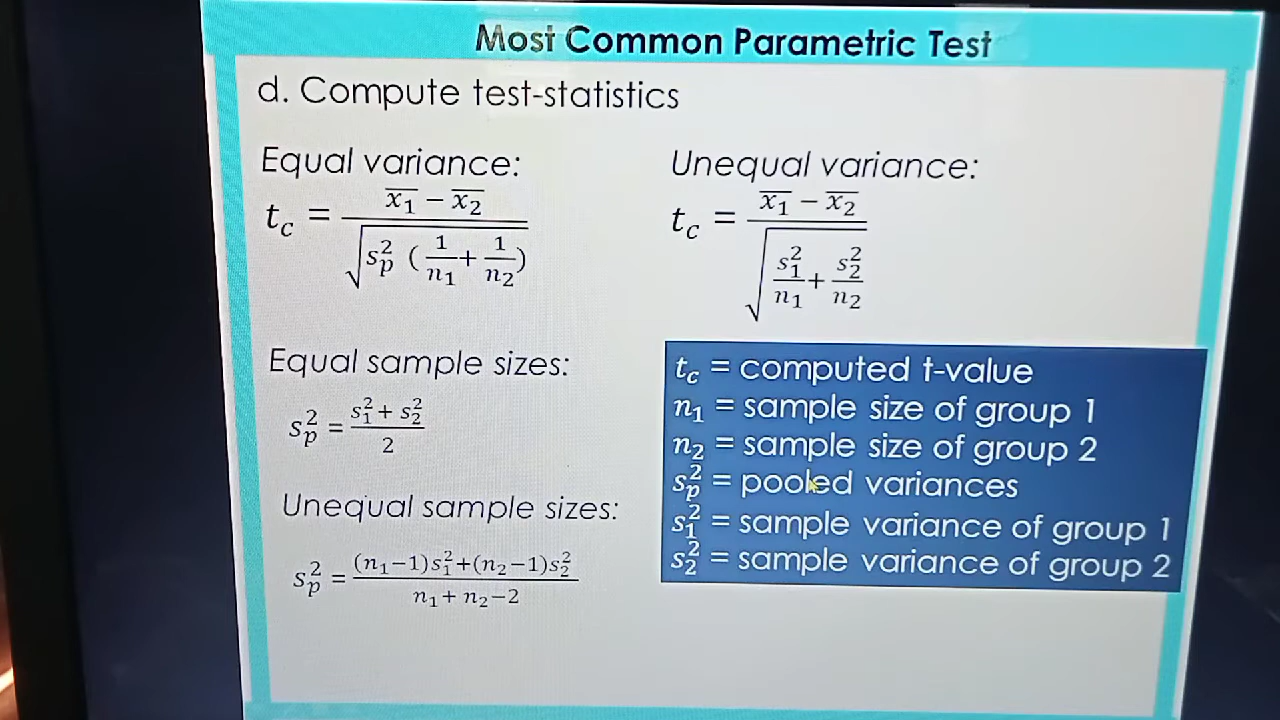 Most Common Parametric Test
d. Compute test-statistics
Equal variance:
t_c = (x̄₁ − x̄₂) / √(s_p² (1/n₁ + 1/n₂))
Equal sample sizes:
s_p² = (s₁² + s₂²) / 2
Unequal sample sizes:
s_p² = ((n₁−1)s₁²+(n₂−1)s₂²) / (n₁+ n₂−2)
Unequal variance:
t_c = (x̄₁ − x̄₂) / √(s₁²/n₁ + s₂²/n₂)
t_c = computed t-value
n₁ = sample size of group 1
n₂ = sample size of group 2
s_p² = pooled variances
s₁² = sample variance of group 1
s₂² = sample variance of group 2